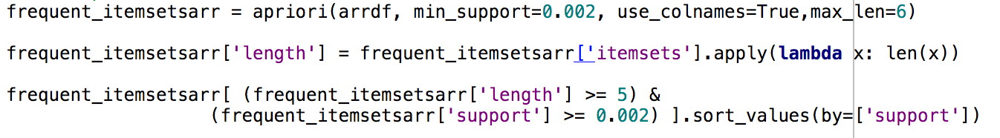 frequent_itemsetsarr = apriori(arrdf, min_support=0.002, use_colnames=True,max_len=6)
frequent_itemsetsarr['length'] = frequent_itemsetsarr['itemsets'].apply(lambda x: len(x))
frequent_itemsetsarr[ (frequent_itemsetsarr['length'] >= 5) &
(frequent_itemsetsarr['support'] >= 0.002) ].sort_values(by=['support'])